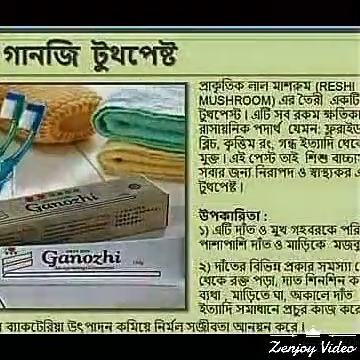 গানজি টুথপেষ্ট
প্রাকৃতিক লাল মাশরুম (RESHI
MUSHROOM) এর তৈরী একটি
টুথপেস্ট। এটি সব রকম ক্ষতিকা
রাসায়নিক পদার্থ যেমন: ফ্লুরাইড
ব্লিচ, কৃত্তিম রং, গন্ধ ইত্যাদি থেকে
মুক্ত। এই পেস্ট তাই শিশু বাচ্চা
সবার জন্য নিরাপদ ও স্বাস্থ্যকর এ
টুথপেষ্ট।
উপকারিতা :
১) এটি দাঁত ও মুখ গহবরকে পরি
পাশাপাশি দাঁত ও মাড়িকে মজবু
২) দাঁতের বিভিন্ন প্রকার সমস্যা
থেকে রক্ত পড়া, দাত শিনশিন ক
ব্যথা, মাড়িতে ঘা, অকালে দাঁত
ইত্যাদি সমাধানে প্রচুর কাজ করে
ব্যাকটেরিয়া উৎপাদন কমিয়ে নির্মল সজীবতা আনয়ন করে।
Ganozhi
Ganozhi
Zenjoy Video